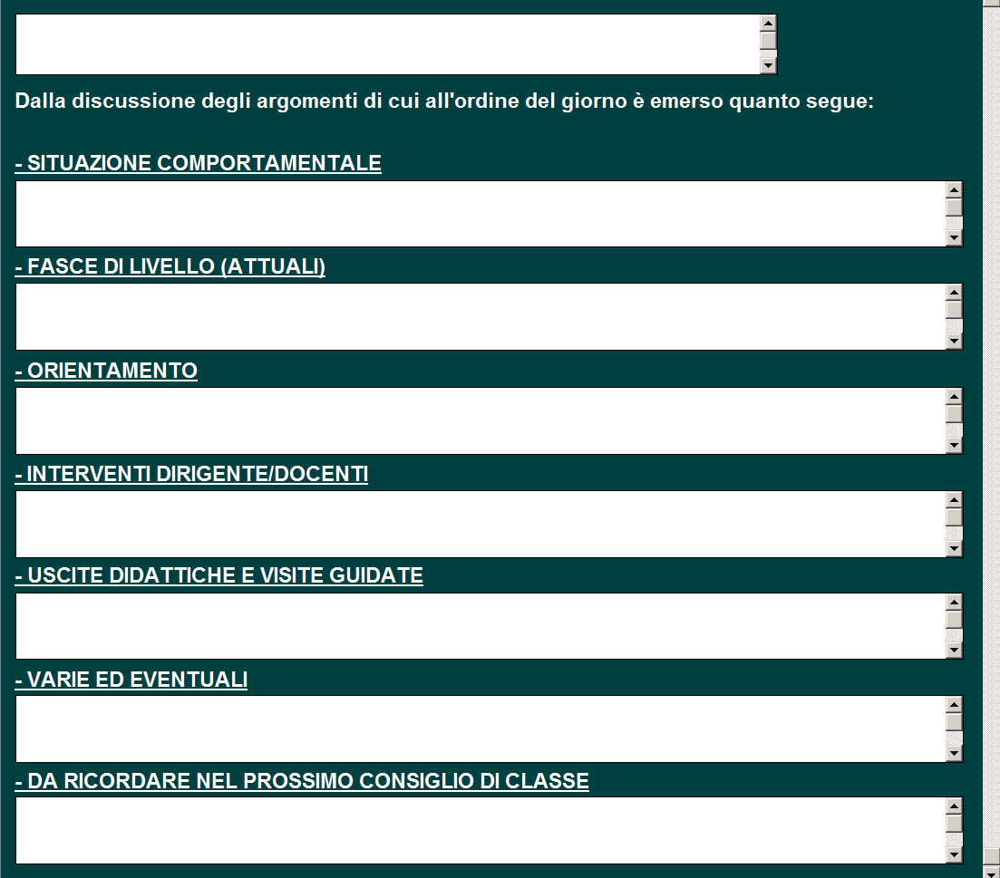 Dalla discussione degli argomenti di cui all'ordine del giorno è emerso quanto segue:
- SITUAZIONE COMPORTAMENTALE
- FASCE DI LIVELLO (ATTUALI)
- ORIENTAMENTO
- INTERVENTI DIRIGENTE/DOCENTI
- USCITE DIDATTICHE E VISITE GUIDATE
- VARIE ED EVENTUALI
- DA RICORDARE NEL PROSSIMO CONSIGLIO DI CLASSE